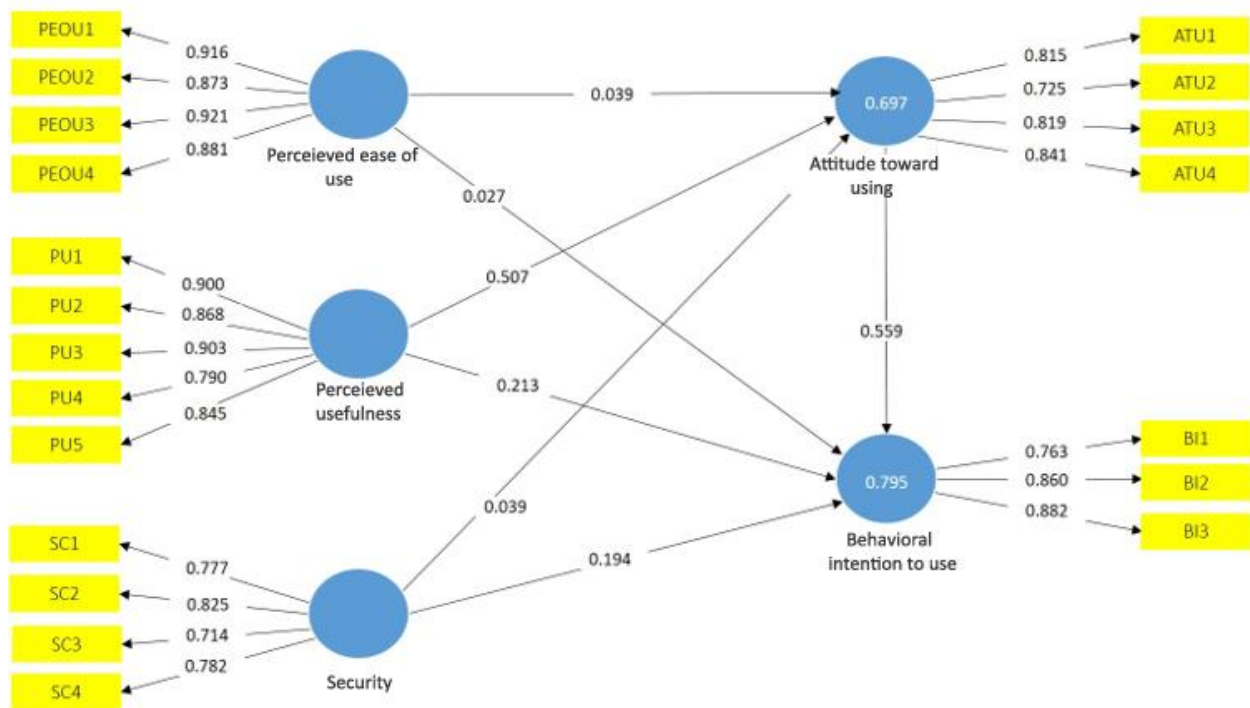 PEOU1
PEOU2
PEOU3
PEOU4
0.916
0.873
0.921
0.881
Perceieved ease of
use
0.039
0.027
0.697
Attitude toward
using
0.815
0.725
0.819
0.841
ATU1
ATU2
ATU3
ATU4
PU1
PU2
PU3
PU4
PU5
0.900
0.868
0.903
0.790
0.845
Perceieved
usefulness
0.507
0.213
0.559
SC1
SC2
SC3
SC4
0.777
0.825
0.714
0.782
Security
0.039
0.194
0.795
Behavioral
intention to use
0.763
0.860
0.882
BI1
BI2
BI3